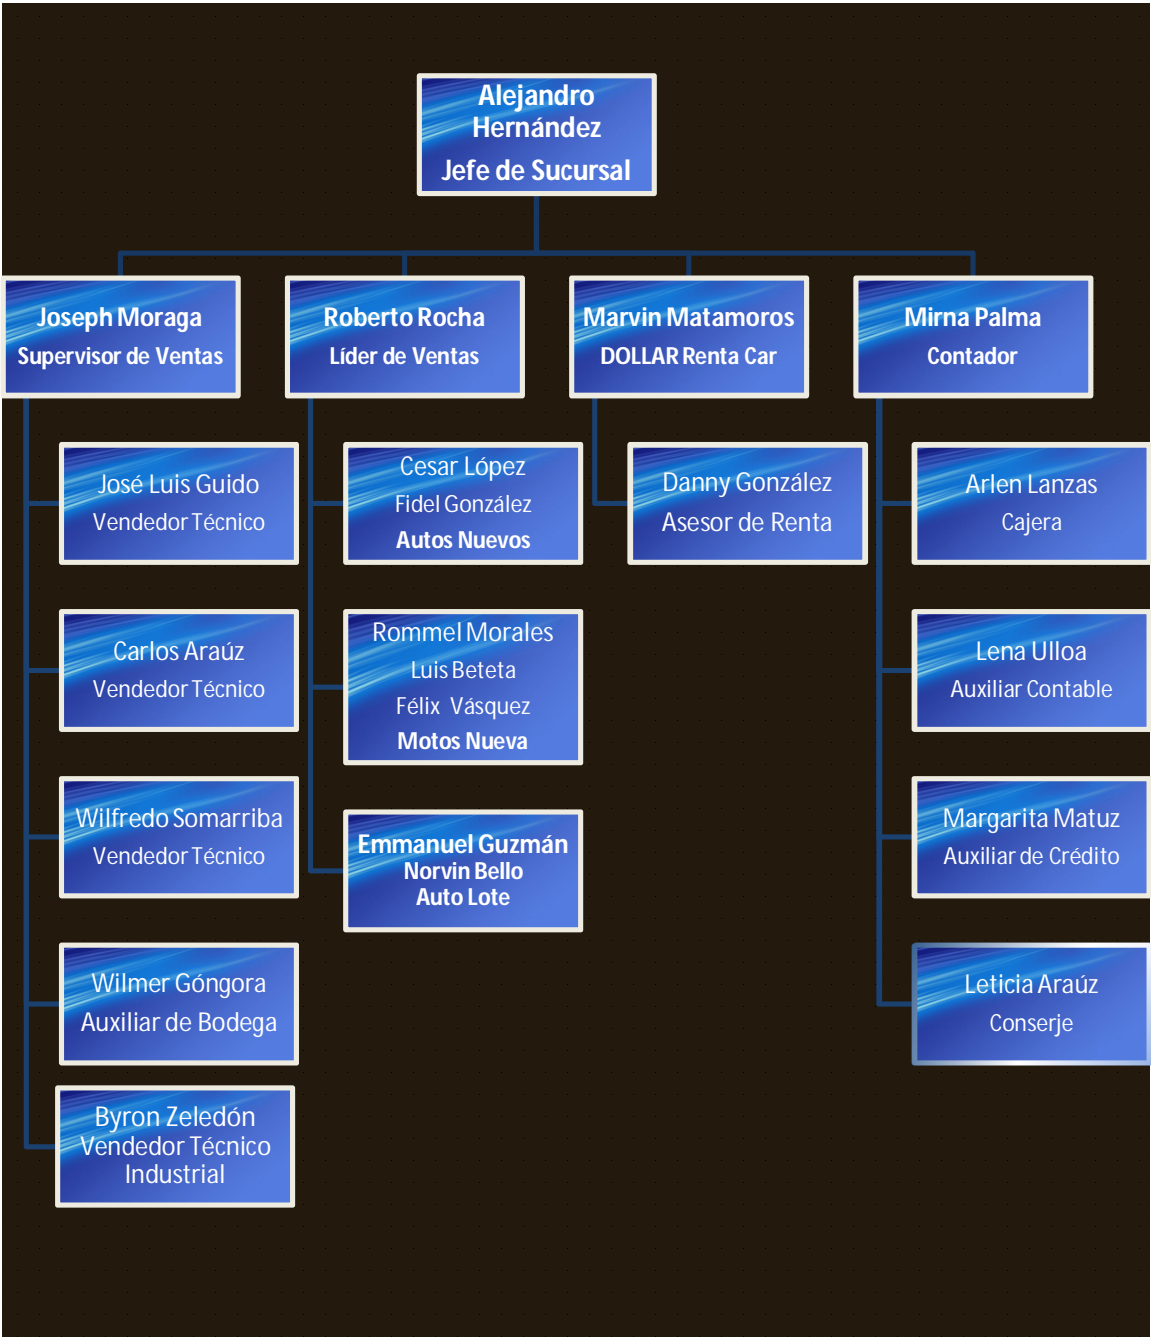 Alejandro
Hernández
Jefe de Sucursal
Joseph Moraga
Supervisor de Ventas
Roberto Rocha
Líder de Ventas
Marvin Matamoros
DOLLAR Renta Car
Mirna Palma
Contador
José Luis Guido
Vendedor Técnico
Carlos Araúz
Vendedor Técnico
Wilfredo Somarriba
Vendedor Técnico
Wilmer Góngora
Auxiliar de Bodega
Byron Zeledón
Vendedor Técnico
Industrial
Cesar López
Fidel González
Autos Nuevos
Rommel Morales
Luis Beteta
Félix Vásquez
Motos Nueva
Emmanuel Guzmán
Norvin Bello
Auto Lote
Danny González
Asesor de Renta
Arlen Lanzas
Cajera
Lena Ulloa
Auxiliar Contable
Margarita Matuz
Auxiliar de Crédito
Leticia Araúz
Conserje